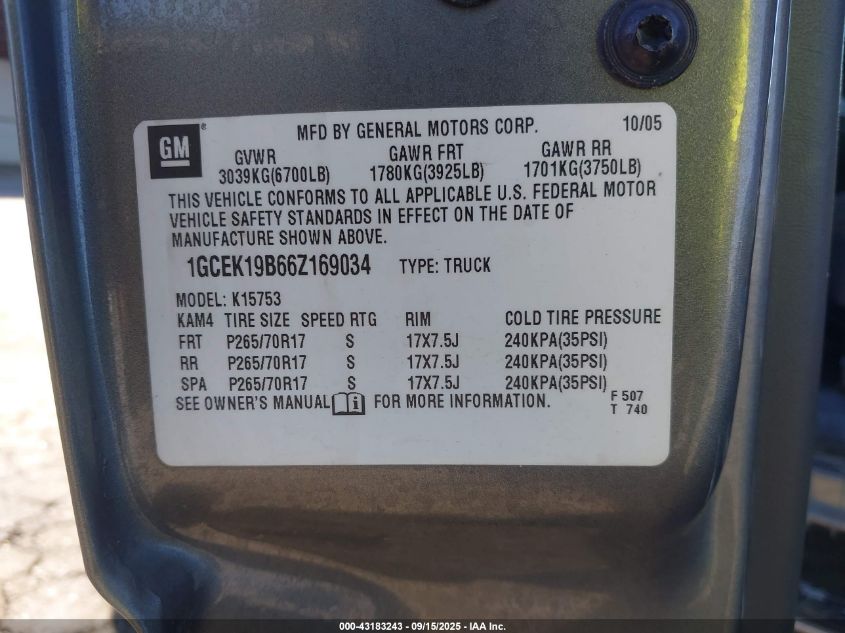 GM® MFD BY GENERAL MOTORS CORP. 10/05
GVWR GAWR FRT GAWR RR
3039KG(6700LB) 1780KG(3925LB) 1701KG(3750LB)
THIS VEHICLE CONFORMS TO ALL APPLICABLE U.S. FEDERAL MOTOR
VEHICLE SAFETY STANDARDS IN EFFECT ON THE DATE OF
MANUFACTURE SHOWN ABOVE.
1GCEK19B66Z169034 TYPE: TRUCK
MODEL: K15753
KAM4 TIRE SIZE SPEED RTG RIM COLD TIRE PRESSURE
FRT P265/70R17 S 17X7.5J 240KPA(35PSI)
RR P265/70R17 S 17X7.5J 240KPA(35PSI)
SPA P265/70R17 S 17X7.5J 240KPA(35PSI)
SEE OWNER'S MANUAL i FOR MORE INFORMATION. F 507
T 740
000-43183243 - 09/15/2025 - IAA Inc.